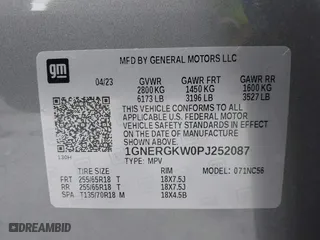 gm
MFD BY GENERAL MOTORS LLC
04/23 GVWR GAWR FRT GAWR RR
2800 KG 1450 KG 1600 KG
6173 LB 3196 LB 3527 LB
THIS VEHICLE CONFORMS TO ALL
APPLICABLE U.S. FEDERAL MOTOR
VEHICLE SAFETY STANDARDS IN
EFFECT ON THE DATE OF
MANUFACTURE SHOWN ABOVE.
1GNERGKW0PJ252087
TYPE: MPV MODEL: 071NC56
TIRE SIZE RIM
FRT 255/65R18 T 18X7.5J
RR 255/65R18 T 18X7.5J
SPA T135/70R18 M 18X4.5B